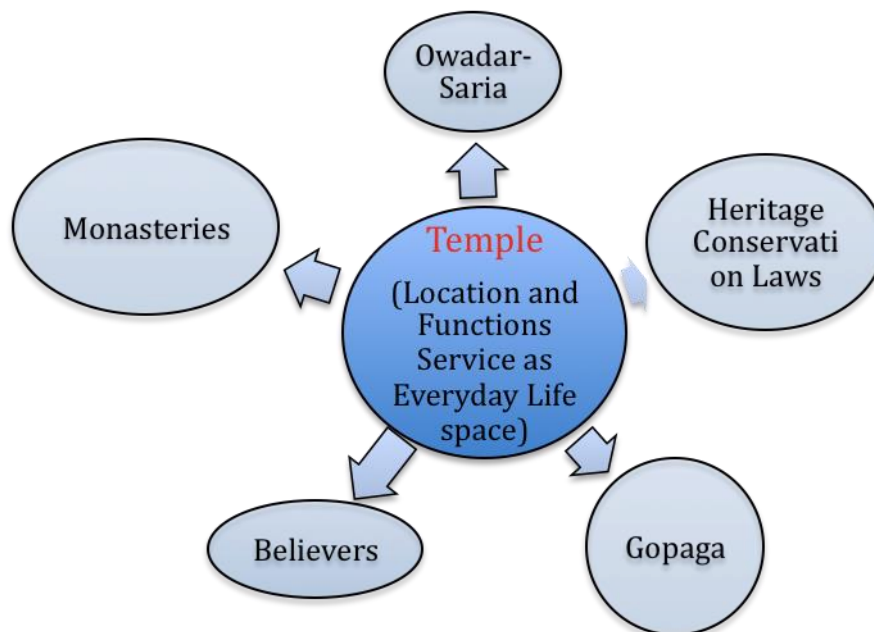 Owadar-
Saria
Monasteries
Heritage
Conservati
on Laws
Temple
(Location and
Functions
Service as
Everyday Life
space)
Believers
Gopaga